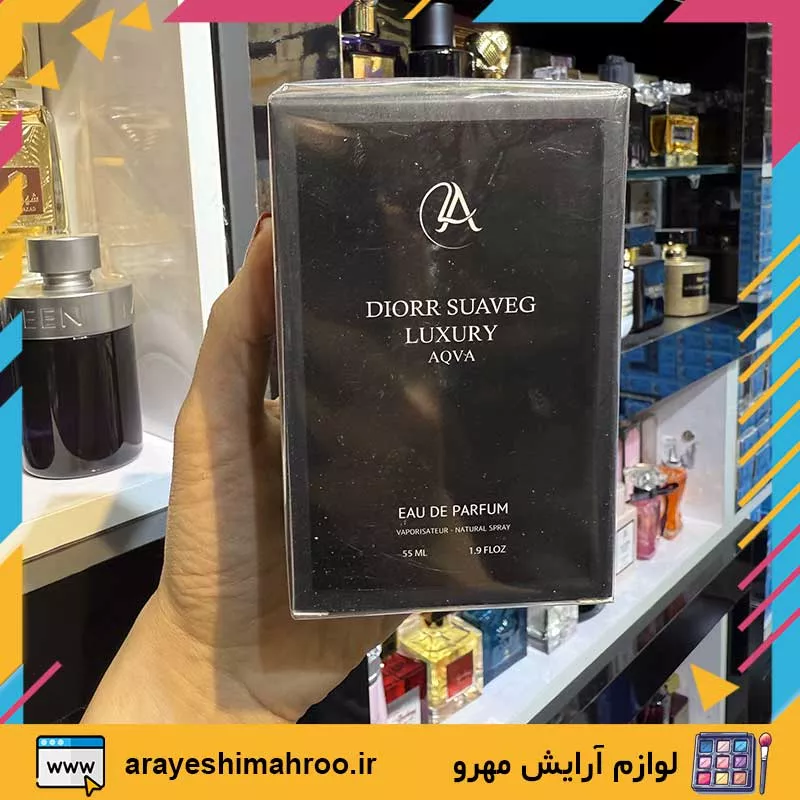 DIORR SUAVEG
LUXURY
AQVA
EAU DE PARFUM
VAPORISATEUR - NATURAL SPRAY
55 ML 1.9 FLOZ
EEN
www
arayeshimahroo.ir
لوازم آرایش مهرو